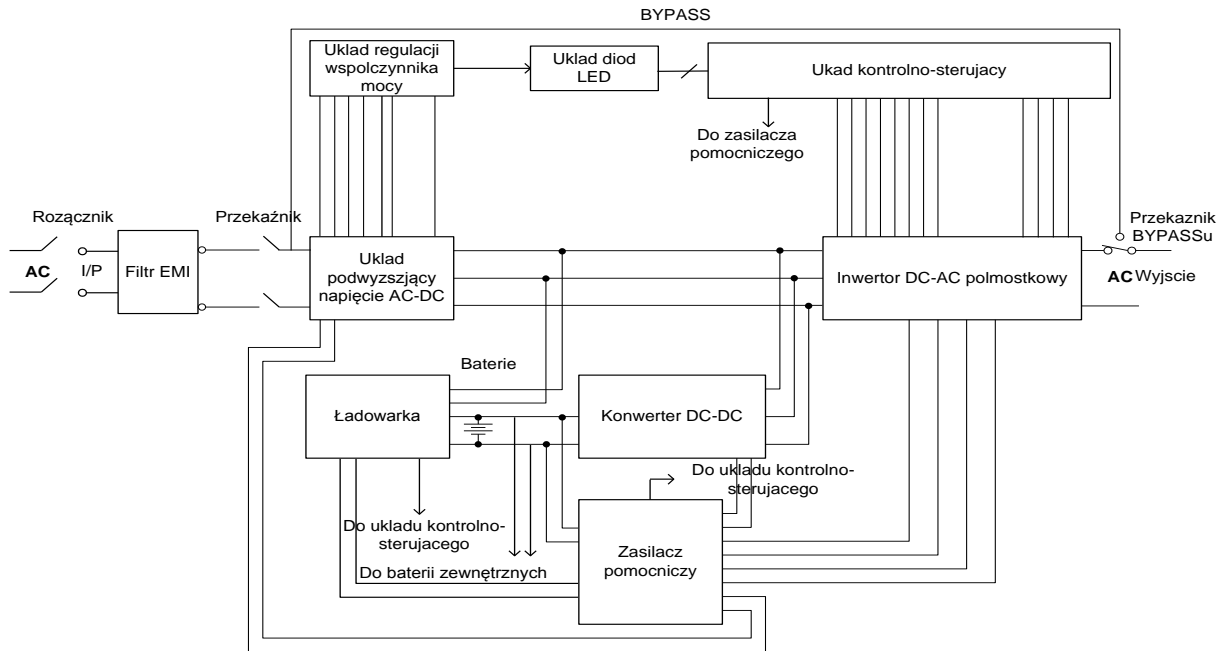 BYPASS
Uklad regulacji
wspolczynnika
mocy
Uklad diod
LED
Ukad kontrolno-sterujacy
Do zasilacza
pomocniczego
Rozącznik
Przekaźnik
Przekaznik
BYPASSu
AC
I/P
Filtr EMI
Uklad
podwyzszjący
napięcie AC-DC
Inwertor DC-AC polmostkowy
AC Wyjscie
Baterie
Ładowarka
Konwerter DC-DC
Do ukladu kontrolno-
sterujacego
Do ukladu kontrolno-
sterujacego
Zasilacz
pomocniczy
Do baterii zewnętrznych